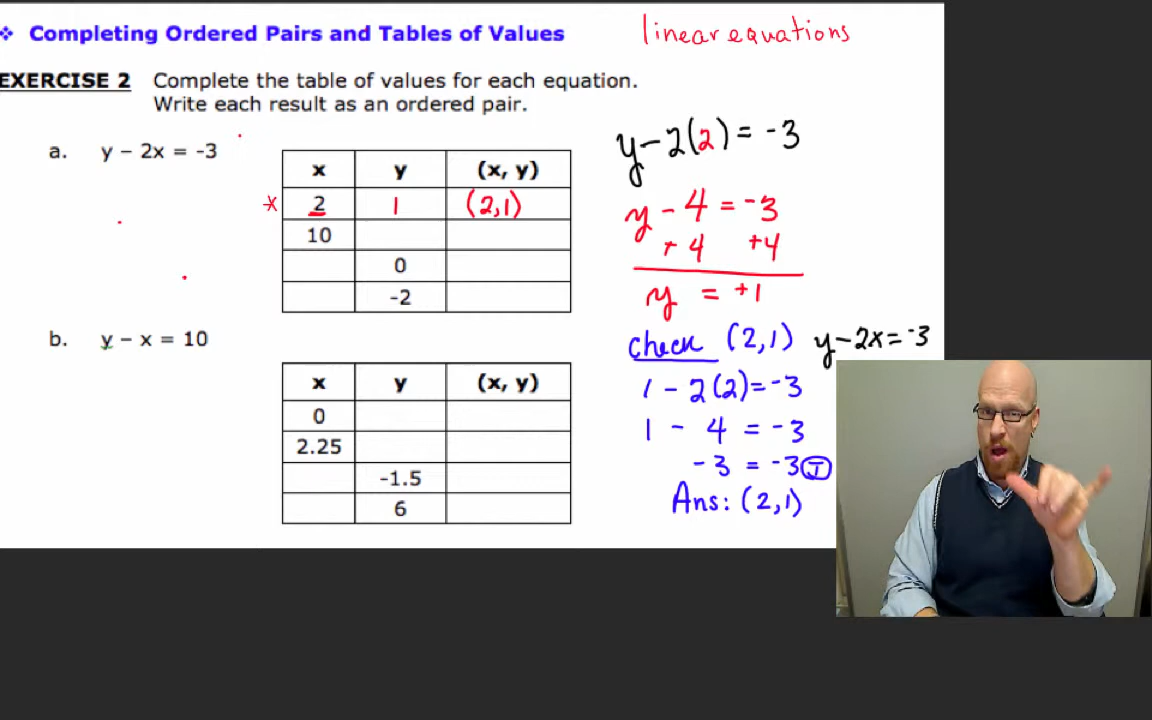 ❖ Completing Ordered Pairs and Tables of Values
linear equations
EXERCISE 2 Complete the table of values for each equation.
Write each result as an ordered pair.
a. y – 2x = -3
x y (x, y)
* 2 1 (2,1)
10
0
-2
y-2(2) = -3
y - 4 = -3
+4 +4
y = +1
check (2,1) y-2x=-3
1 - 2(2)=-3
1 - 4 = -3
-3 = -3 T
Ans: (2,1)
b. y – x = 10
x y (x, y)
0
2.25
-1.5
6